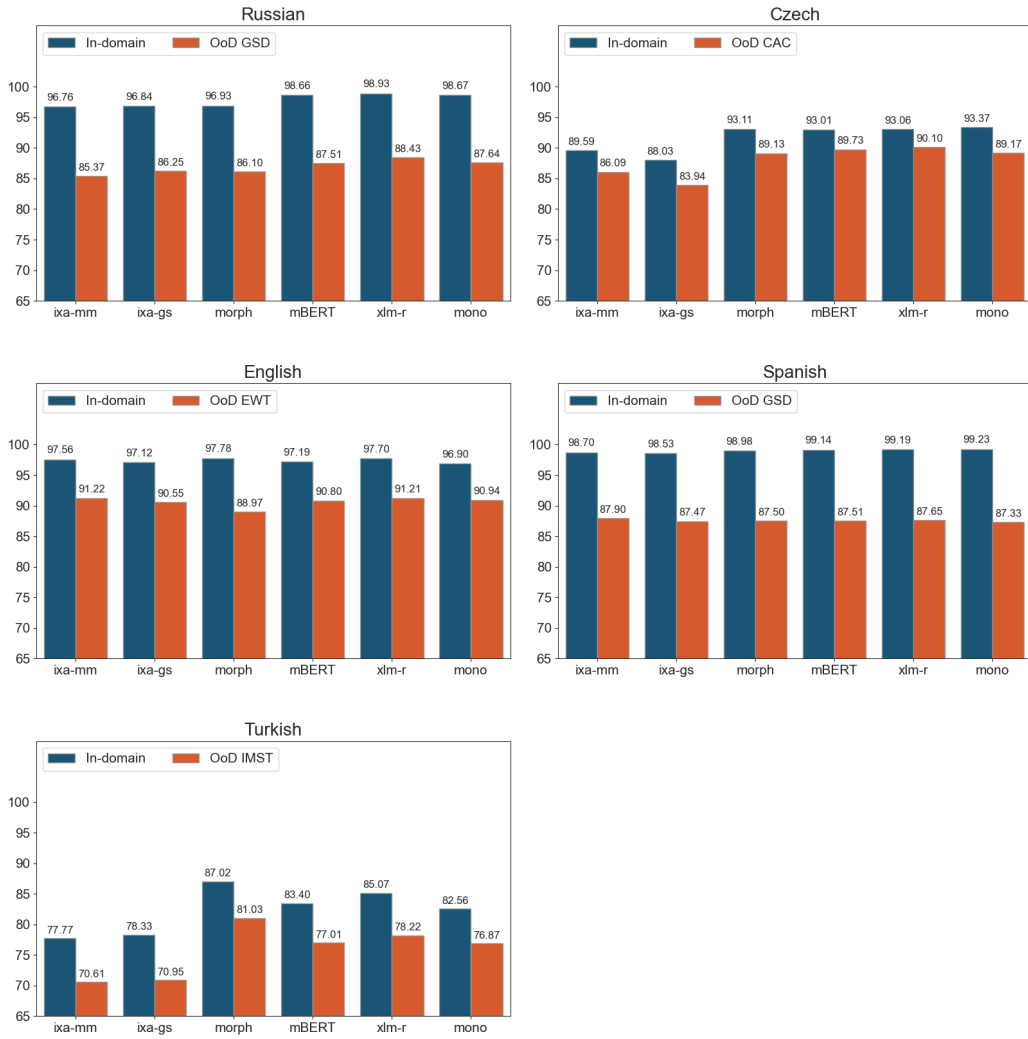 Russian
In-domain OoD GSD
96.76 85.37 96.84 86.25 96.93 86.10 98.66 87.51 98.93 88.43 98.67 87.64
100
95
90
85
80
75
70
65
ixa-mm ixa-gs morph mBERT xlm-r mono
Czech
In-domain OoD CAC
89.59 86.09 88.03 83.94 93.11 89.13 93.01 89.73 93.06 90.10 93.37 89.17
100
95
90
85
80
75
70
65
ixa-mm ixa-gs morph mBERT xlm-r mono
English
In-domain OoD EWT
97.56 91.22 97.12 90.55 97.78 88.97 97.19 90.80 97.70 91.21 96.90 90.94
100
95
90
85
80
75
70
65
ixa-mm ixa-gs morph mBERT xlm-r mono
Spanish
In-domain OoD GSD
98.70 87.90 98.53 87.47 98.98 87.50 99.14 87.51 99.19 87.65 99.23 87.33
100
95
90
85
80
75
70
65
ixa-mm ixa-gs morph mBERT xlm-r mono
Turkish
In-domain OoD IMST
77.77 70.61 78.33 70.95 87.02 81.03 83.40 77.01 85.07 78.22 82.56 76.87
100
95
90
85
80
75
70
65
ixa-mm ixa-gs morph mBERT xlm-r mono